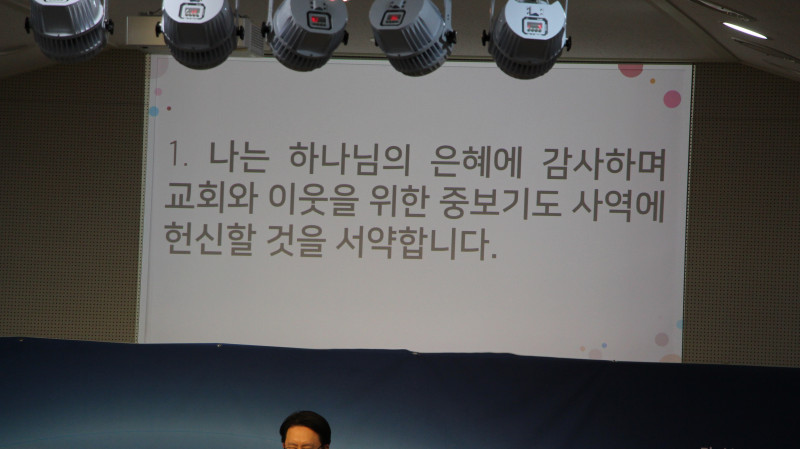 1. 나는 하나님의 은혜에 감사하며
교회와 이웃을 위한 중보기도 사역에
헌신할 것을 서약합니다.